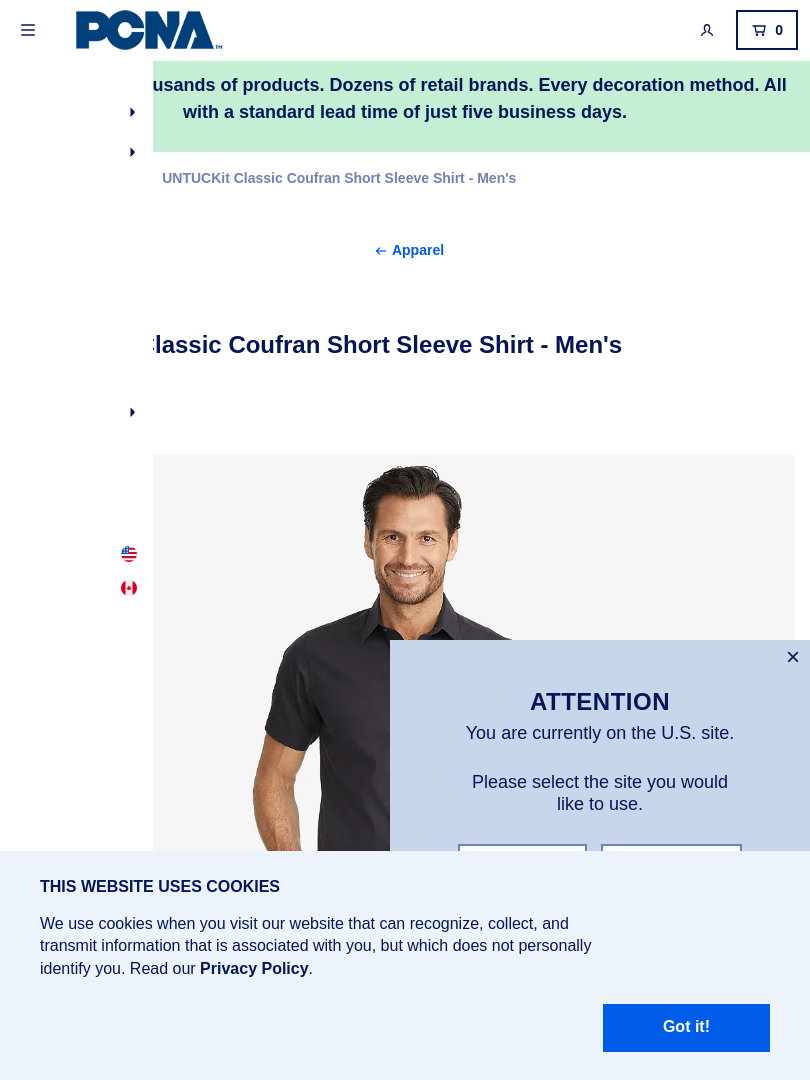 PCNA™
0
usands of products. Dozens of retail brands. Every decoration method. All
with a standard lead time of just five business days.
UNTUCKit Classic Coufran Short Sleeve Shirt - Men's
Apparel
Classic Coufran Short Sleeve Shirt - Men's
ATTENTION
You are currently on the U.S. site.
Please select the site you would
like to use.
THIS WEBSITE USES COOKIES
We use cookies when you visit our website that can recognize, collect, and
transmit information that is associated with you, but which does not personally
identify you. Read our Privacy Policy.
Got it!